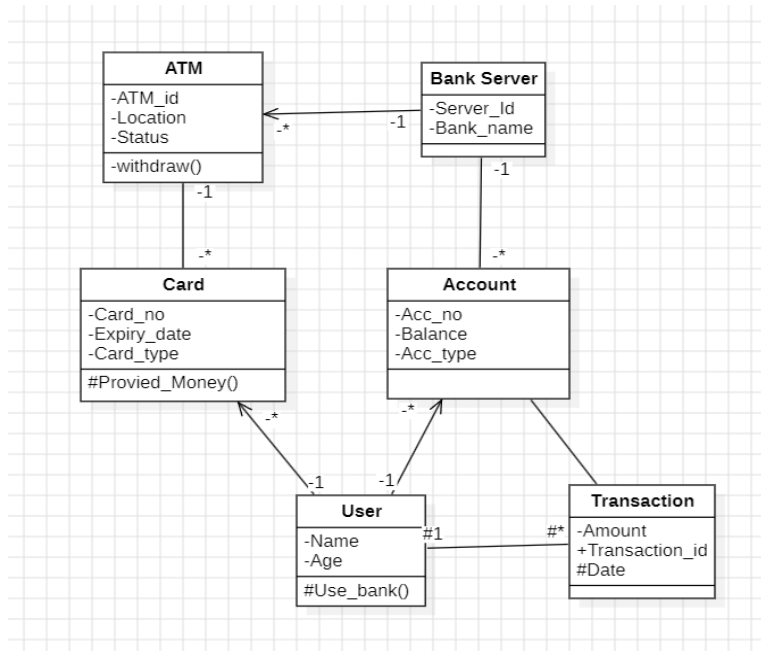 ATM
-ATM_id
-Location
-Status
-withdraw()
Bank Server
-Server_Id
-Bank_name
-*
-1
-1
-*
-1
-*
Card
-Card_no
-Expiry_date
-Card_type
#Provied_Money()
Account
-Acc_no
-Balance
-Acc_type
-*
-*
-1
-1
User
-Name
-Age
#Use_bank()
#1
#*
Transaction
-Amount
+Transaction_id
#Date